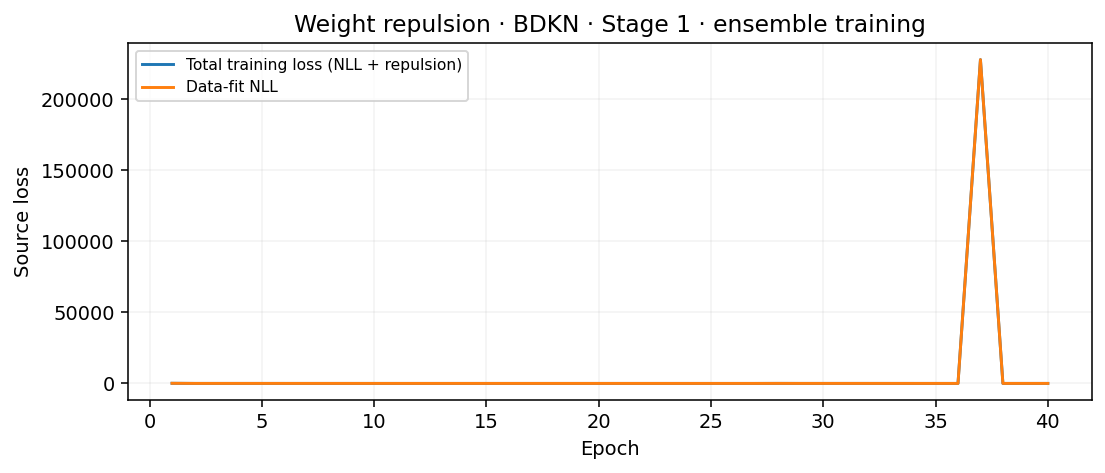 Weight repulsion · BDKN · Stage 1 · ensemble training
Total training loss (NLL + repulsion)
Data-fit NLL
Source loss
200000
150000
100000
50000
0
0 5 10 15 20 25 30 35 40
Epoch